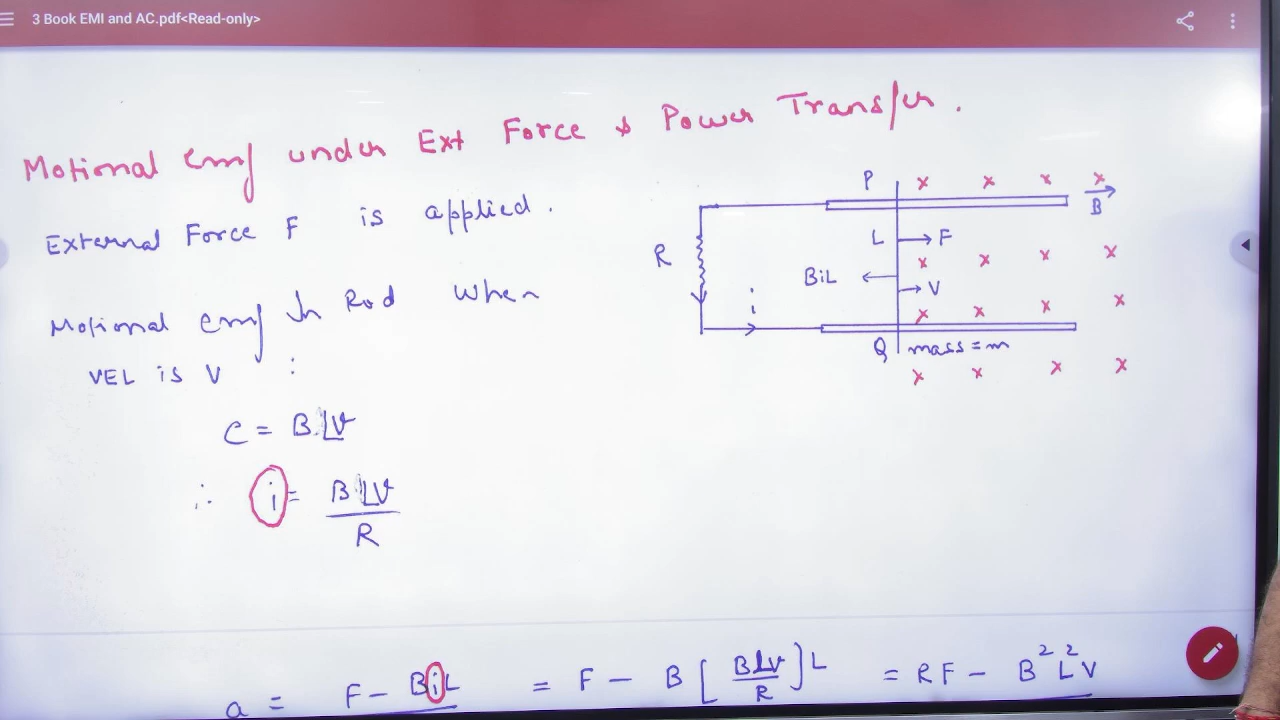 3 Book EMI and AC.pdf<Read-only>
Motional emf under Ext Force & Power Transfer.
External Force F is applied.
Motional emf In Rod when
VEL is V :
e = BLV
∴ i = BLV
R
a = F - BiL = F - B [ BLV ] L = RF - B²L²V
R
P x x x x
B
L F
R x x x x
BiL
V
i x x x x
Q mass = m
x x x x